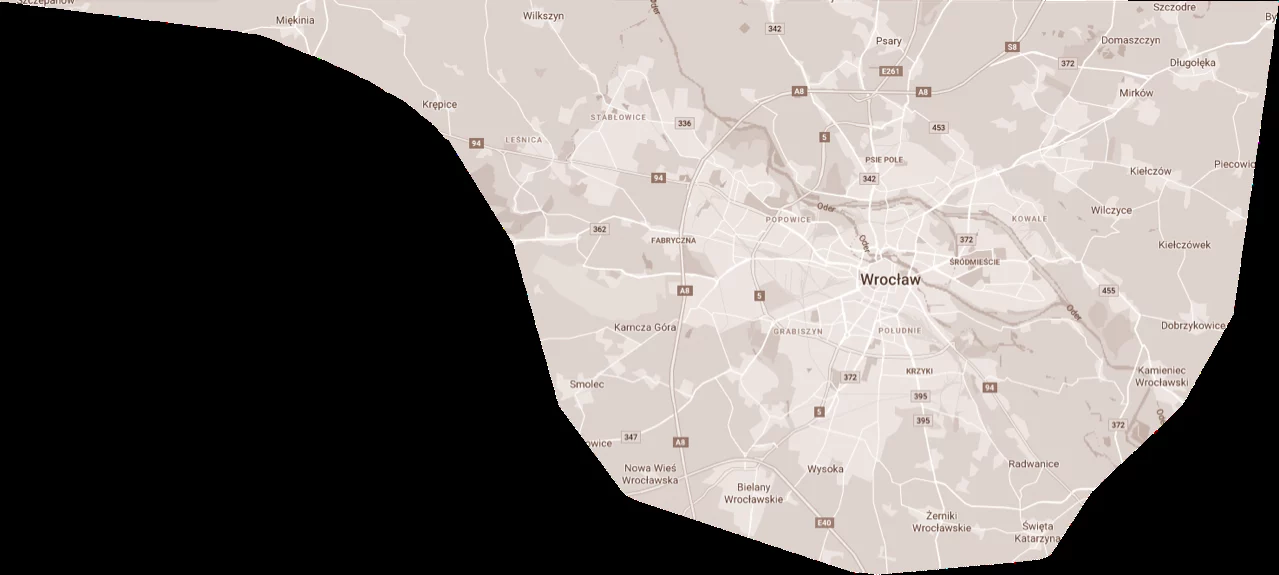 Szczepanów
Miękinia
Wilkszyn
Oder
342
Psary
S8
Szczodre
Domaszczyn
372
Długołęka
E261
A8
A8
Mirków
Krępice
STABŁOWICE
336
453
94
LEŚNICA
5
PSIE POLE
94
342
Kiełczów
Oder
POPOWICE
KOWALE
Wilczyce
362
FABRYCZNA
Oder
372
Kiełczówek
ŚRÓDMIEŚCIE
Wrocław
A8
5
455
Oder
Karncza Góra
GRABISZYN
POŁUDNIE
Dobrzykowice
Smolec
372
KRZYKI
94
Kamieniec
Wrocławski
395
5
395
372
Oder
347
A8
owice
Nowa Wieś
Wrocławska
Wysoka
Radwanice
Bielany
Wrocławskie
E40
Żerniki
Wrocławskie
Święta
Katarzyna